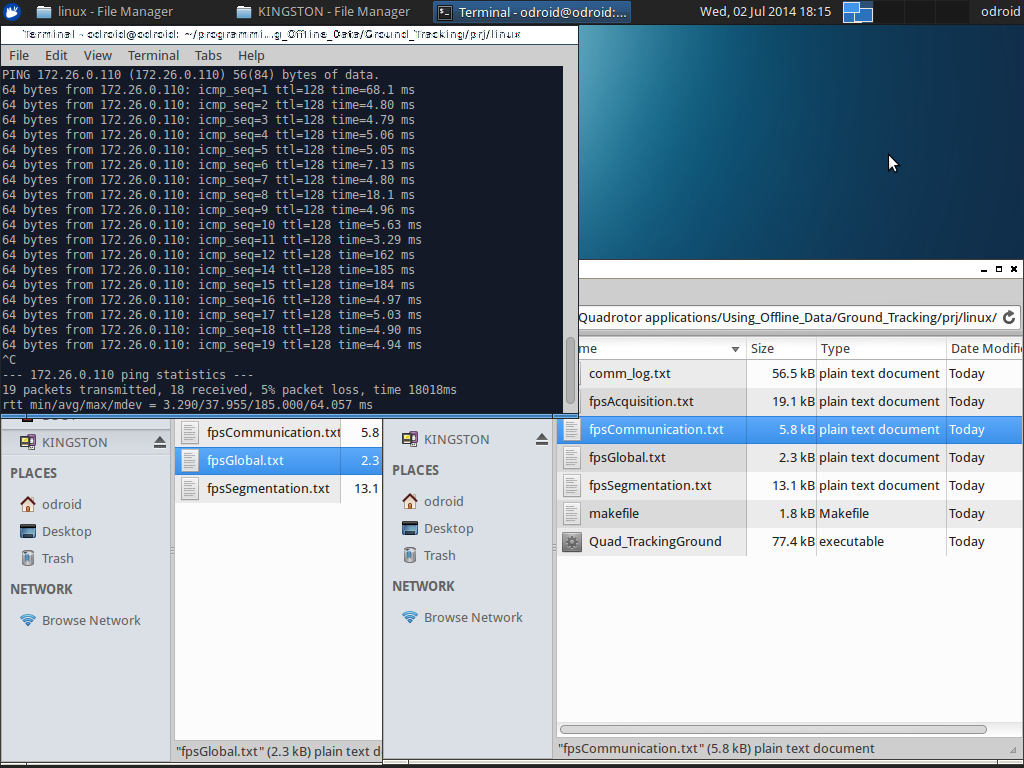 linux - File Manager
KINGSTON - File Manager
Terminal - odroid@odroid:...
Wed, 02 Jul 2014 18:15
odroid
Terminal - odroid@odroid: ~/programmi...g_Offline_Data/Ground_Tracking/prj/linux
File Edit View Terminal Tabs Help
PING 172.26.0.110 (172.26.0.110) 56(84) bytes of data.
64 bytes from 172.26.0.110: icmp_seq=1 ttl=128 time=68.1 ms
64 bytes from 172.26.0.110: icmp_seq=2 ttl=128 time=4.80 ms
64 bytes from 172.26.0.110: icmp_seq=3 ttl=128 time=4.79 ms
64 bytes from 172.26.0.110: icmp_seq=4 ttl=128 time=5.06 ms
64 bytes from 172.26.0.110: icmp_seq=5 ttl=128 time=5.05 ms
64 bytes from 172.26.0.110: icmp_seq=6 ttl=128 time=7.13 ms
64 bytes from 172.26.0.110: icmp_seq=7 ttl=128 time=4.80 ms
64 bytes from 172.26.0.110: icmp_seq=8 ttl=128 time=18.1 ms
64 bytes from 172.26.0.110: icmp_seq=9 ttl=128 time=4.96 ms
64 bytes from 172.26.0.110: icmp_seq=10 ttl=128 time=5.63 ms
64 bytes from 172.26.0.110: icmp_seq=11 ttl=128 time=3.29 ms
64 bytes from 172.26.0.110: icmp_seq=12 ttl=128 time=162 ms
64 bytes from 172.26.0.110: icmp_seq=14 ttl=128 time=185 ms
64 bytes from 172.26.0.110: icmp_seq=15 ttl=128 time=184 ms
64 bytes from 172.26.0.110: icmp_seq=16 ttl=128 time=4.97 ms
64 bytes from 172.26.0.110: icmp_seq=17 ttl=128 time=5.03 ms
64 bytes from 172.26.0.110: icmp_seq=18 ttl=128 time=4.90 ms
64 bytes from 172.26.0.110: icmp_seq=19 ttl=128 time=4.94 ms
^C
--- 172.26.0.110 ping statistics ---
19 packets transmitted, 18 received, 5% packet loss, time 18018ms
rtt min/avg/max/mdev = 3.290/37.955/185.000/64.057 ms
KINGSTON
PLACES
odroid
Desktop
Trash
NETWORK
Browse Network
fpsCommunication.txt 5.8
fpsGlobal.txt 2.3
fpsSegmentation.txt 13.1
"fpsGlobal.txt" (2.3 kB) plain text d
Quadrotor applications/Using_Offline_Data/Ground_Tracking/prj/linux/
KINGSTON
PLACES
odroid
Desktop
Trash
NETWORK
Browse Network
me Size Type Date Modifi
comm_log.txt 56.5 kB plain text document Today
fpsAcquisition.txt 19.1 kB plain text document Today
fpsCommunication.txt 5.8 kB plain text document Today
fpsGlobal.txt 2.3 kB plain text document Today
fpsSegmentation.txt 13.1 kB plain text document Today
makefile 1.8 kB Makefile Today
Quad_TrackingGround 77.4 kB executable Today
"fpsCommunication.txt" (5.8 kB) plain text document